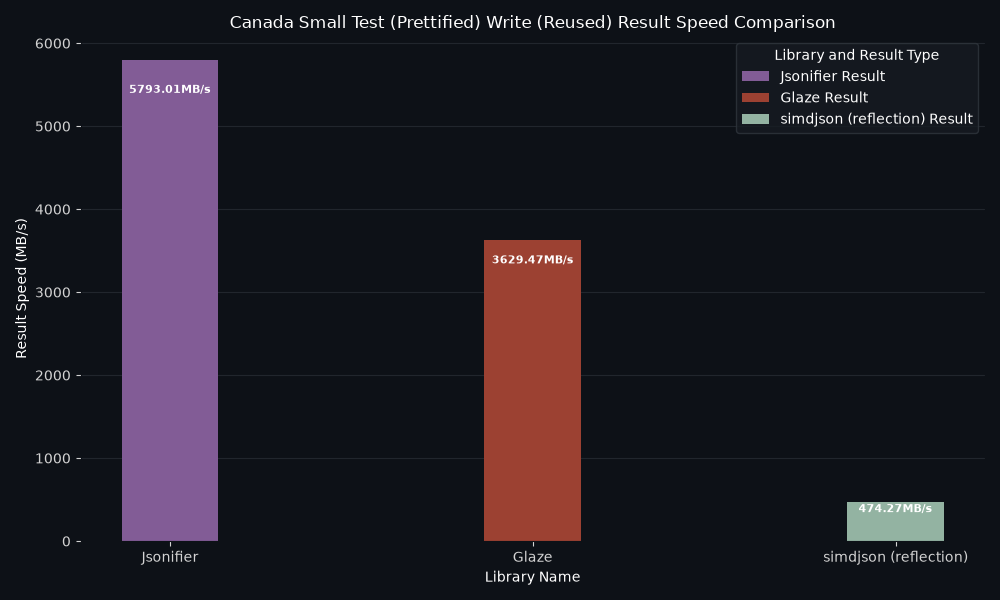 Canada Small Test (Prettified) Write (Reused) Result Speed Comparison
Library and Result Type
Jsonifier Result
Glaze Result
simdjson (reflection) Result
Result Speed (MB/s)
6000
5000
4000
3000
2000
1000
0
5793.01MB/s
3629.47MB/s
474.27MB/s
Jsonifier
Glaze
simdjson (reflection)
Library Name